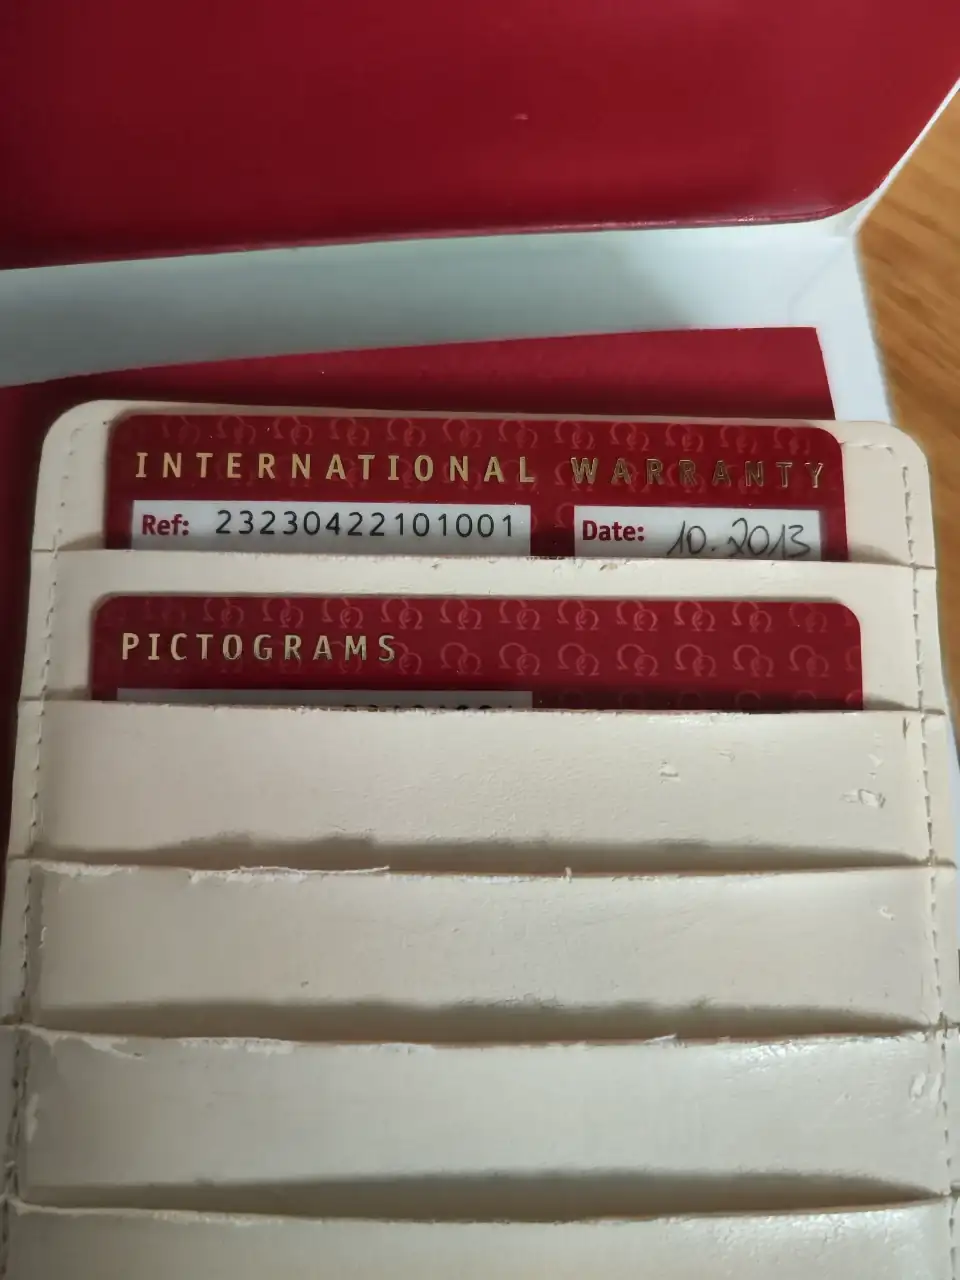 INTERNATIONAL WARRANTY
Ref: 23230422101001 Date: 10.2013
PICTOGRAMS